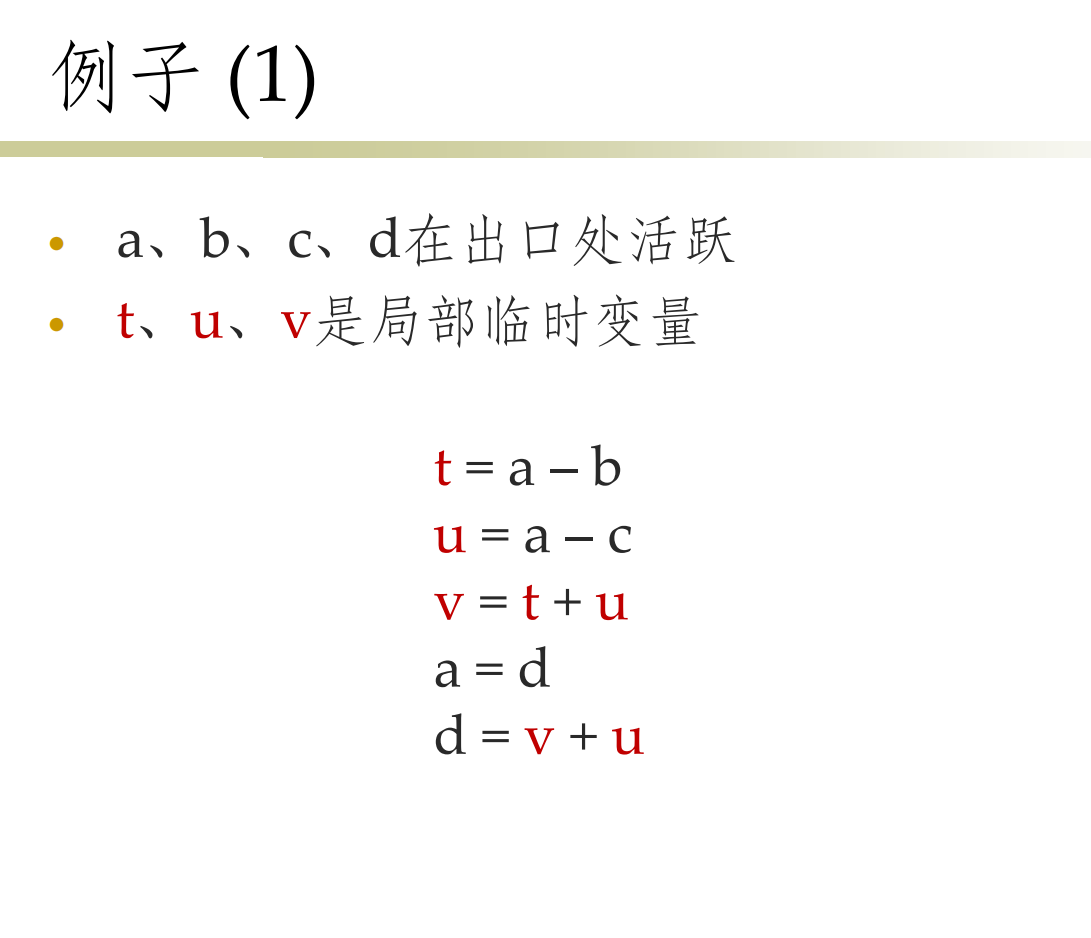 例子 (1)
• a、b、c、d在出口处活跃
• t、u、v是局部临时变量
t = a – b
u = a – c
v = t + u
a = d
d = v + u